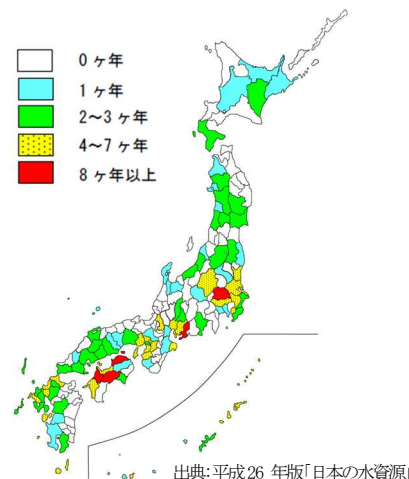 0ヶ年
1ヶ年
2～3ヶ年
4～7ヶ年
8ヶ年以上
出典:平成26 年版｢日本の水資源｣